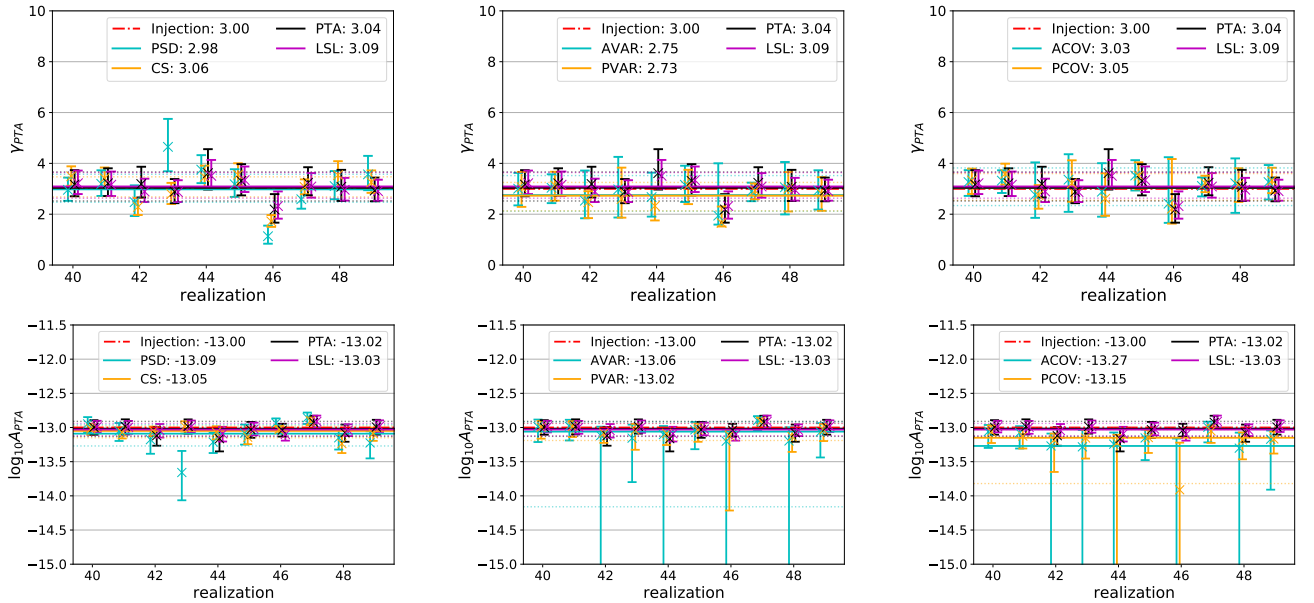 Injection: 3.00 PTA: 3.04
PSD: 2.98 LSL: 3.09
CS: 3.06
10
8
6
4
2
0
γPTA
40 42 44 46 48
realization
Injection: 3.00 PTA: 3.04
AVAR: 2.75 LSL: 3.09
PVAR: 2.73
10
8
6
4
2
0
γPTA
40 42 44 46 48
realization
Injection: 3.00 PTA: 3.04
ACOV: 3.03 LSL: 3.09
PCOV: 3.05
10
8
6
4
2
0
γPTA
40 42 44 46 48
realization
Injection: -13.00 PTA: -13.02
PSD: -13.09 LSL: -13.03
CS: -13.05
−11.5
−12.0
−12.5
−13.0
−13.5
−14.0
−14.5
−15.0
log10APTA
40 42 44 46 48
realization
Injection: -13.00 PTA: -13.02
AVAR: -13.06 LSL: -13.03
PVAR: -13.02
−11.5
−12.0
−12.5
−13.0
−13.5
−14.0
−14.5
−15.0
log10APTA
40 42 44 46 48
realization
Injection: -13.00 PTA: -13.02
ACOV: -13.27 LSL: -13.03
PCOV: -13.15
−11.5
−12.0
−12.5
−13.0
−13.5
−14.0
−14.5
−15.0
log10APTA
40 42 44 46 48
realization